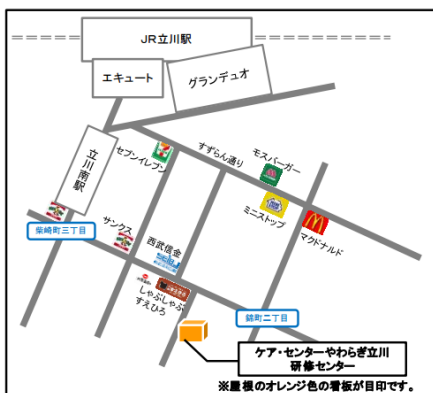 JR立川駅
エキュート
グランデュオ
立川南駅
セブンイレブン
すずらん通り
モスバーガー
ミニストップ
マクドナルド
柴崎町三丁目
サンクス
西武信金
しゃぶしゃぶ
すえひろ
錦町二丁目
ケア・センターやわらぎ立川
研修センター
※屋根のオレンジ色の看板が目印です。